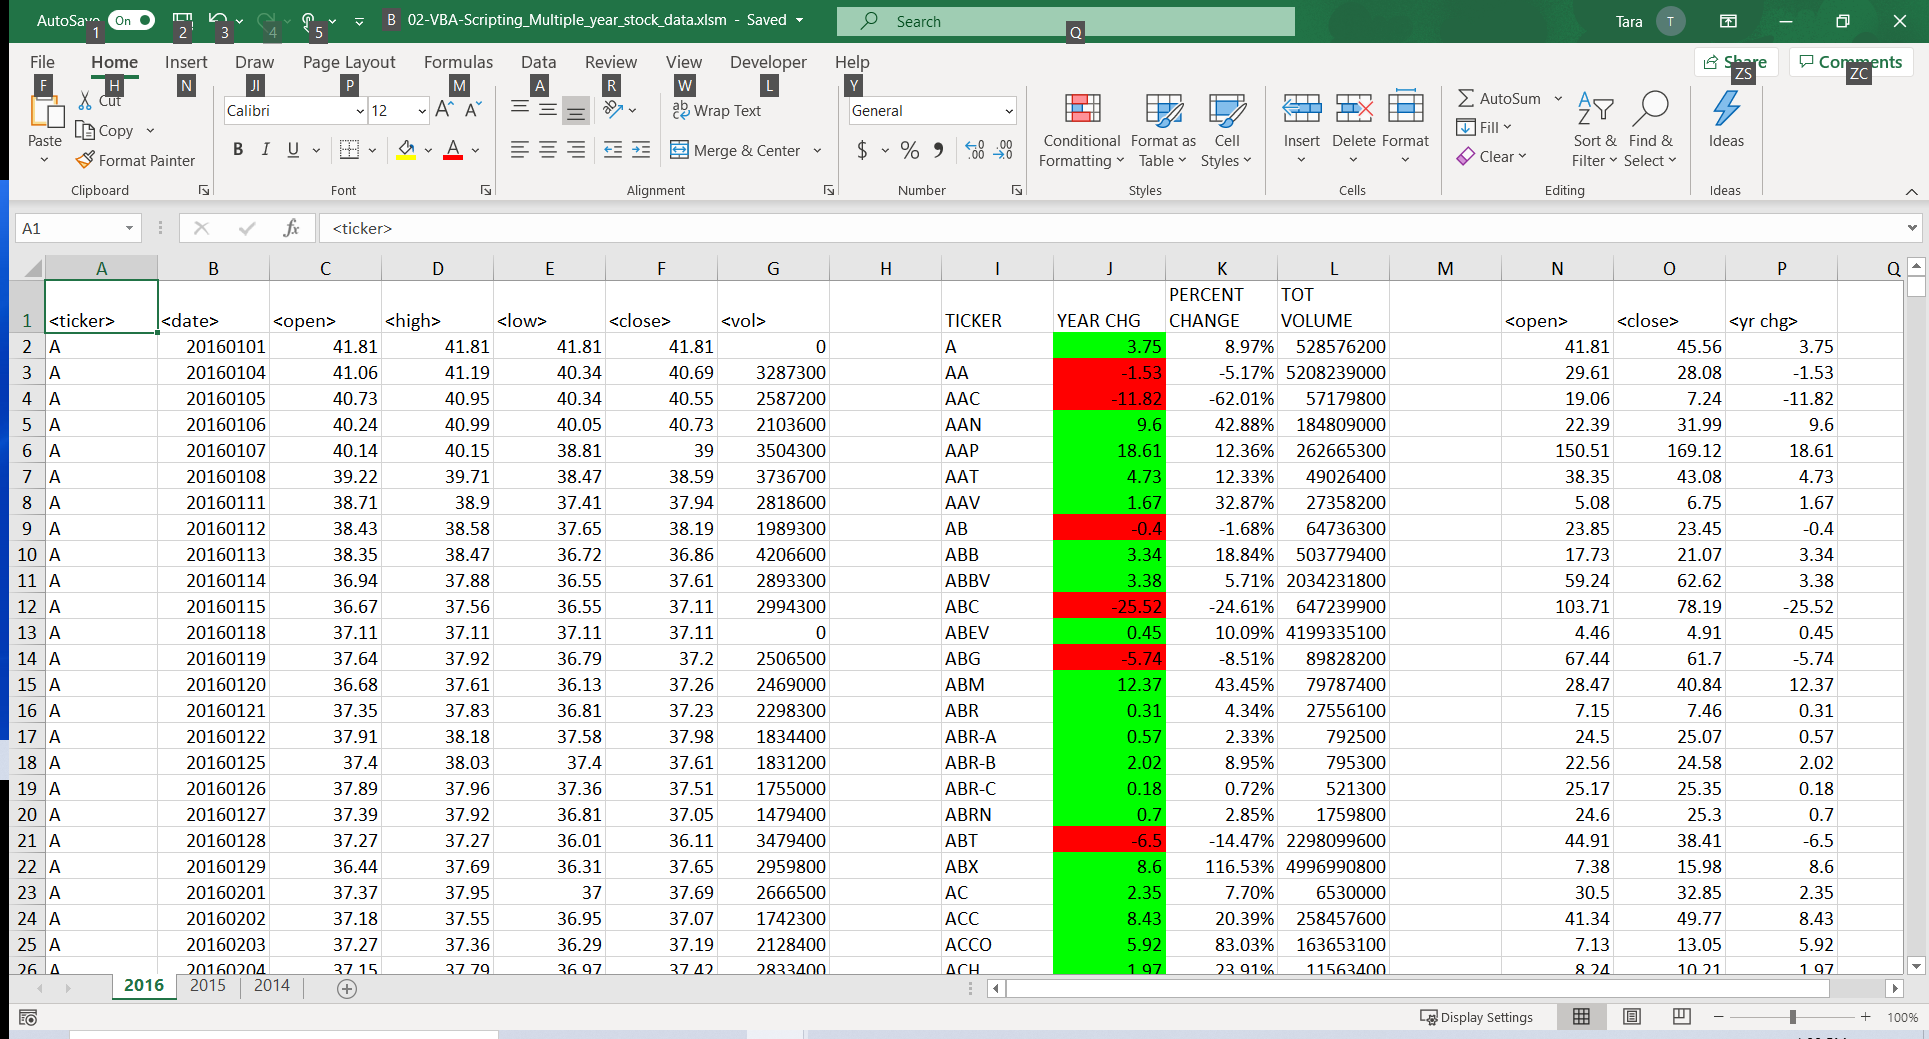 AutoSave On B 02-VBA-Scripting_Multiple_year_stock_data.xlsm - Saved Search Tara T
1 2 3 4 5 Q
File Home Insert Draw Page Layout Formulas Data Review View Developer Help Share Comments
F H N JI P M A R W L Y ZS ZC
Cut Calibri 12 A A ab Wrap Text General AutoSum
Paste Copy Fill
Format Painter B I U A Merge & Center $ % Clear
Conditional Formatting Format as Table Cell Styles Insert Delete Format Sort & Filter Find & Select Ideas
Clipboard Font Alignment Number Styles Cells Editing Ideas
A1 fx <ticker>
A B C D E F G H I J K L M N O P Q
1 <ticker> <date> <open> <high> <low> <close> <vol> TICKER YEAR CHG PERCENT CHANGE TOT VOLUME <open> <close> <yr chg>
2 A 20160101 41.81 41.81 41.81 41.81 0 A 3.75 8.97% 528576200 41.81 45.56 3.75
3 A 20160104 41.06 41.19 40.34 40.69 3287300 AA -1.53 -5.17% 5208239000 29.61 28.08 -1.53
4 A 20160105 40.73 40.95 40.34 40.55 2587200 AAC -11.82 -62.01% 57179800 19.06 7.24 -11.82
5 A 20160106 40.24 40.99 40.05 40.73 2103600 AAN 9.6 42.88% 184809000 22.39 31.99 9.6
6 A 20160107 40.14 40.15 38.81 39 3504300 AAP 18.61 12.36% 262665300 150.51 169.12 18.61
7 A 20160108 39.22 39.71 38.47 38.59 3736700 AAT 4.73 12.33% 49026400 38.35 43.08 4.73
8 A 20160111 38.71 38.9 37.41 37.94 2818600 AAV 1.67 32.87% 27358200 5.08 6.75 1.67
9 A 20160112 38.43 38.58 37.65 38.19 1989300 AB -0.4 -1.68% 64736300 23.85 23.45 -0.4
10 A 20160113 38.35 38.47 36.72 36.86 4206600 ABB 3.34 18.84% 503779400 17.73 21.07 3.34
11 A 20160114 36.94 37.88 36.55 37.61 2893300 ABBV 3.38 5.71% 2034231800 59.24 62.62 3.38
12 A 20160115 36.67 37.56 36.55 37.11 2994300 ABC -25.52 -24.61% 647239900 103.71 78.19 -25.52
13 A 20160118 37.11 37.11 37.11 37.11 0 ABEV 0.45 10.09% 4199335100 4.46 4.91 0.45
14 A 20160119 37.64 37.92 36.79 37.2 2506500 ABG -5.74 -8.51% 89828200 67.44 61.7 -5.74
15 A 20160120 36.68 37.61 36.13 37.26 2469000 ABM 12.37 43.45% 79787400 28.47 40.84 12.37
16 A 20160121 37.35 37.83 36.81 37.23 2298300 ABR 0.31 4.34% 27556100 7.15 7.46 0.31
17 A 20160122 37.91 38.18 37.58 37.98 1834400 ABR-A 0.57 2.33% 792500 24.5 25.07 0.57
18 A 20160125 37.4 38.03 37.4 37.61 1831200 ABR-B 2.02 8.95% 795300 22.56 24.58 2.02
19 A 20160126 37.89 37.96 37.36 37.51 1755000 ABR-C 0.18 0.72% 521300 25.17 25.35 0.18
20 A 20160127 37.39 37.92 36.81 37.05 1479400 ABRN 0.7 2.85% 1759800 24.6 25.3 0.7
21 A 20160128 37.27 37.27 36.01 36.11 3479400 ABT -6.5 -14.47% 2298099600 44.91 38.41 -6.5
22 A 20160129 36.44 37.69 36.31 37.65 2959800 ABX 8.6 116.53% 4996990800 7.38 15.98 8.6
23 A 20160201 37.37 37.95 37 37.69 2666500 AC 2.35 7.70% 6530000 30.5 32.85 2.35
24 A 20160202 37.18 37.55 36.95 37.07 1742300 ACC 8.43 20.39% 258457600 41.34 49.77 8.43
25 A 20160203 37.27 37.36 36.29 37.19 2128400 ACCO 5.92 83.03% 163653100 7.13 13.05 5.92
26 A 20160204 37.15 37.79 36.97 37.42 2833400 ACH 1.97 23.91% 11563400 8.24 10.21 1.97
2016 2015 2014
Display Settings 100%